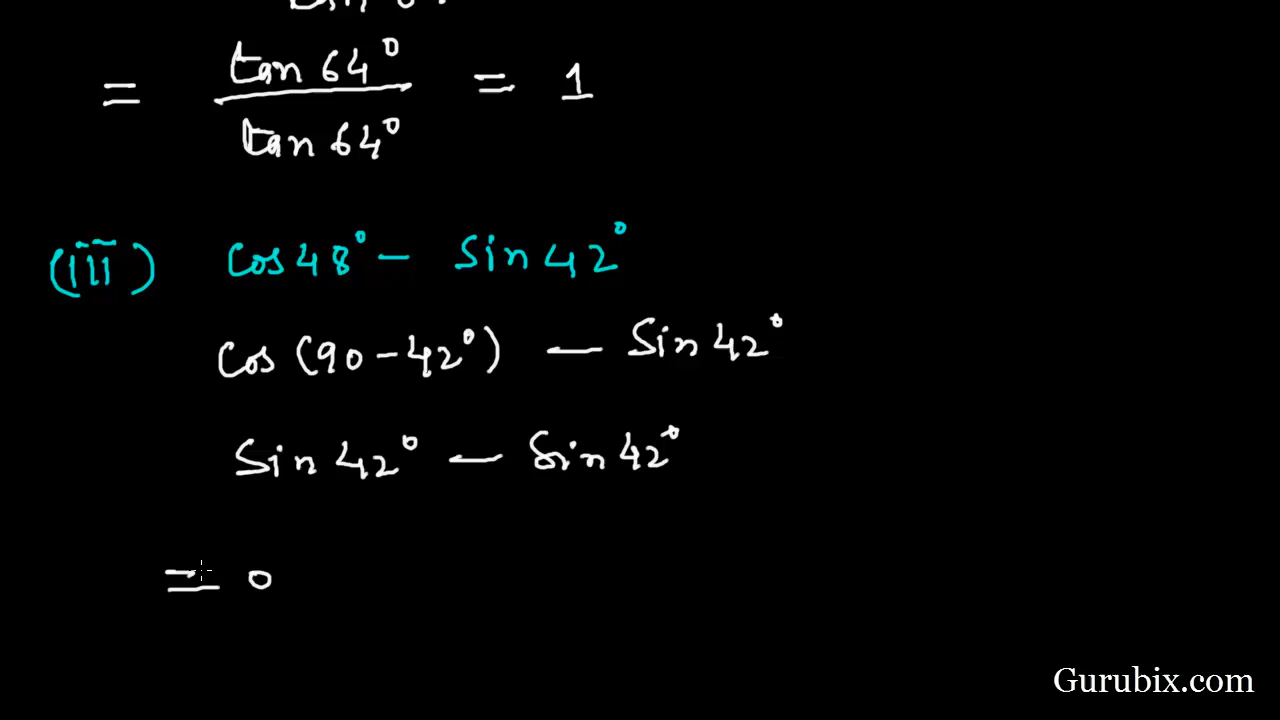 = tan 64° / tan 64° = 1
(iii) cos 48° − sin 42°
cos (90 − 42°) − sin 42°
sin 42° − sin 42°
= 0
Gurubix.com